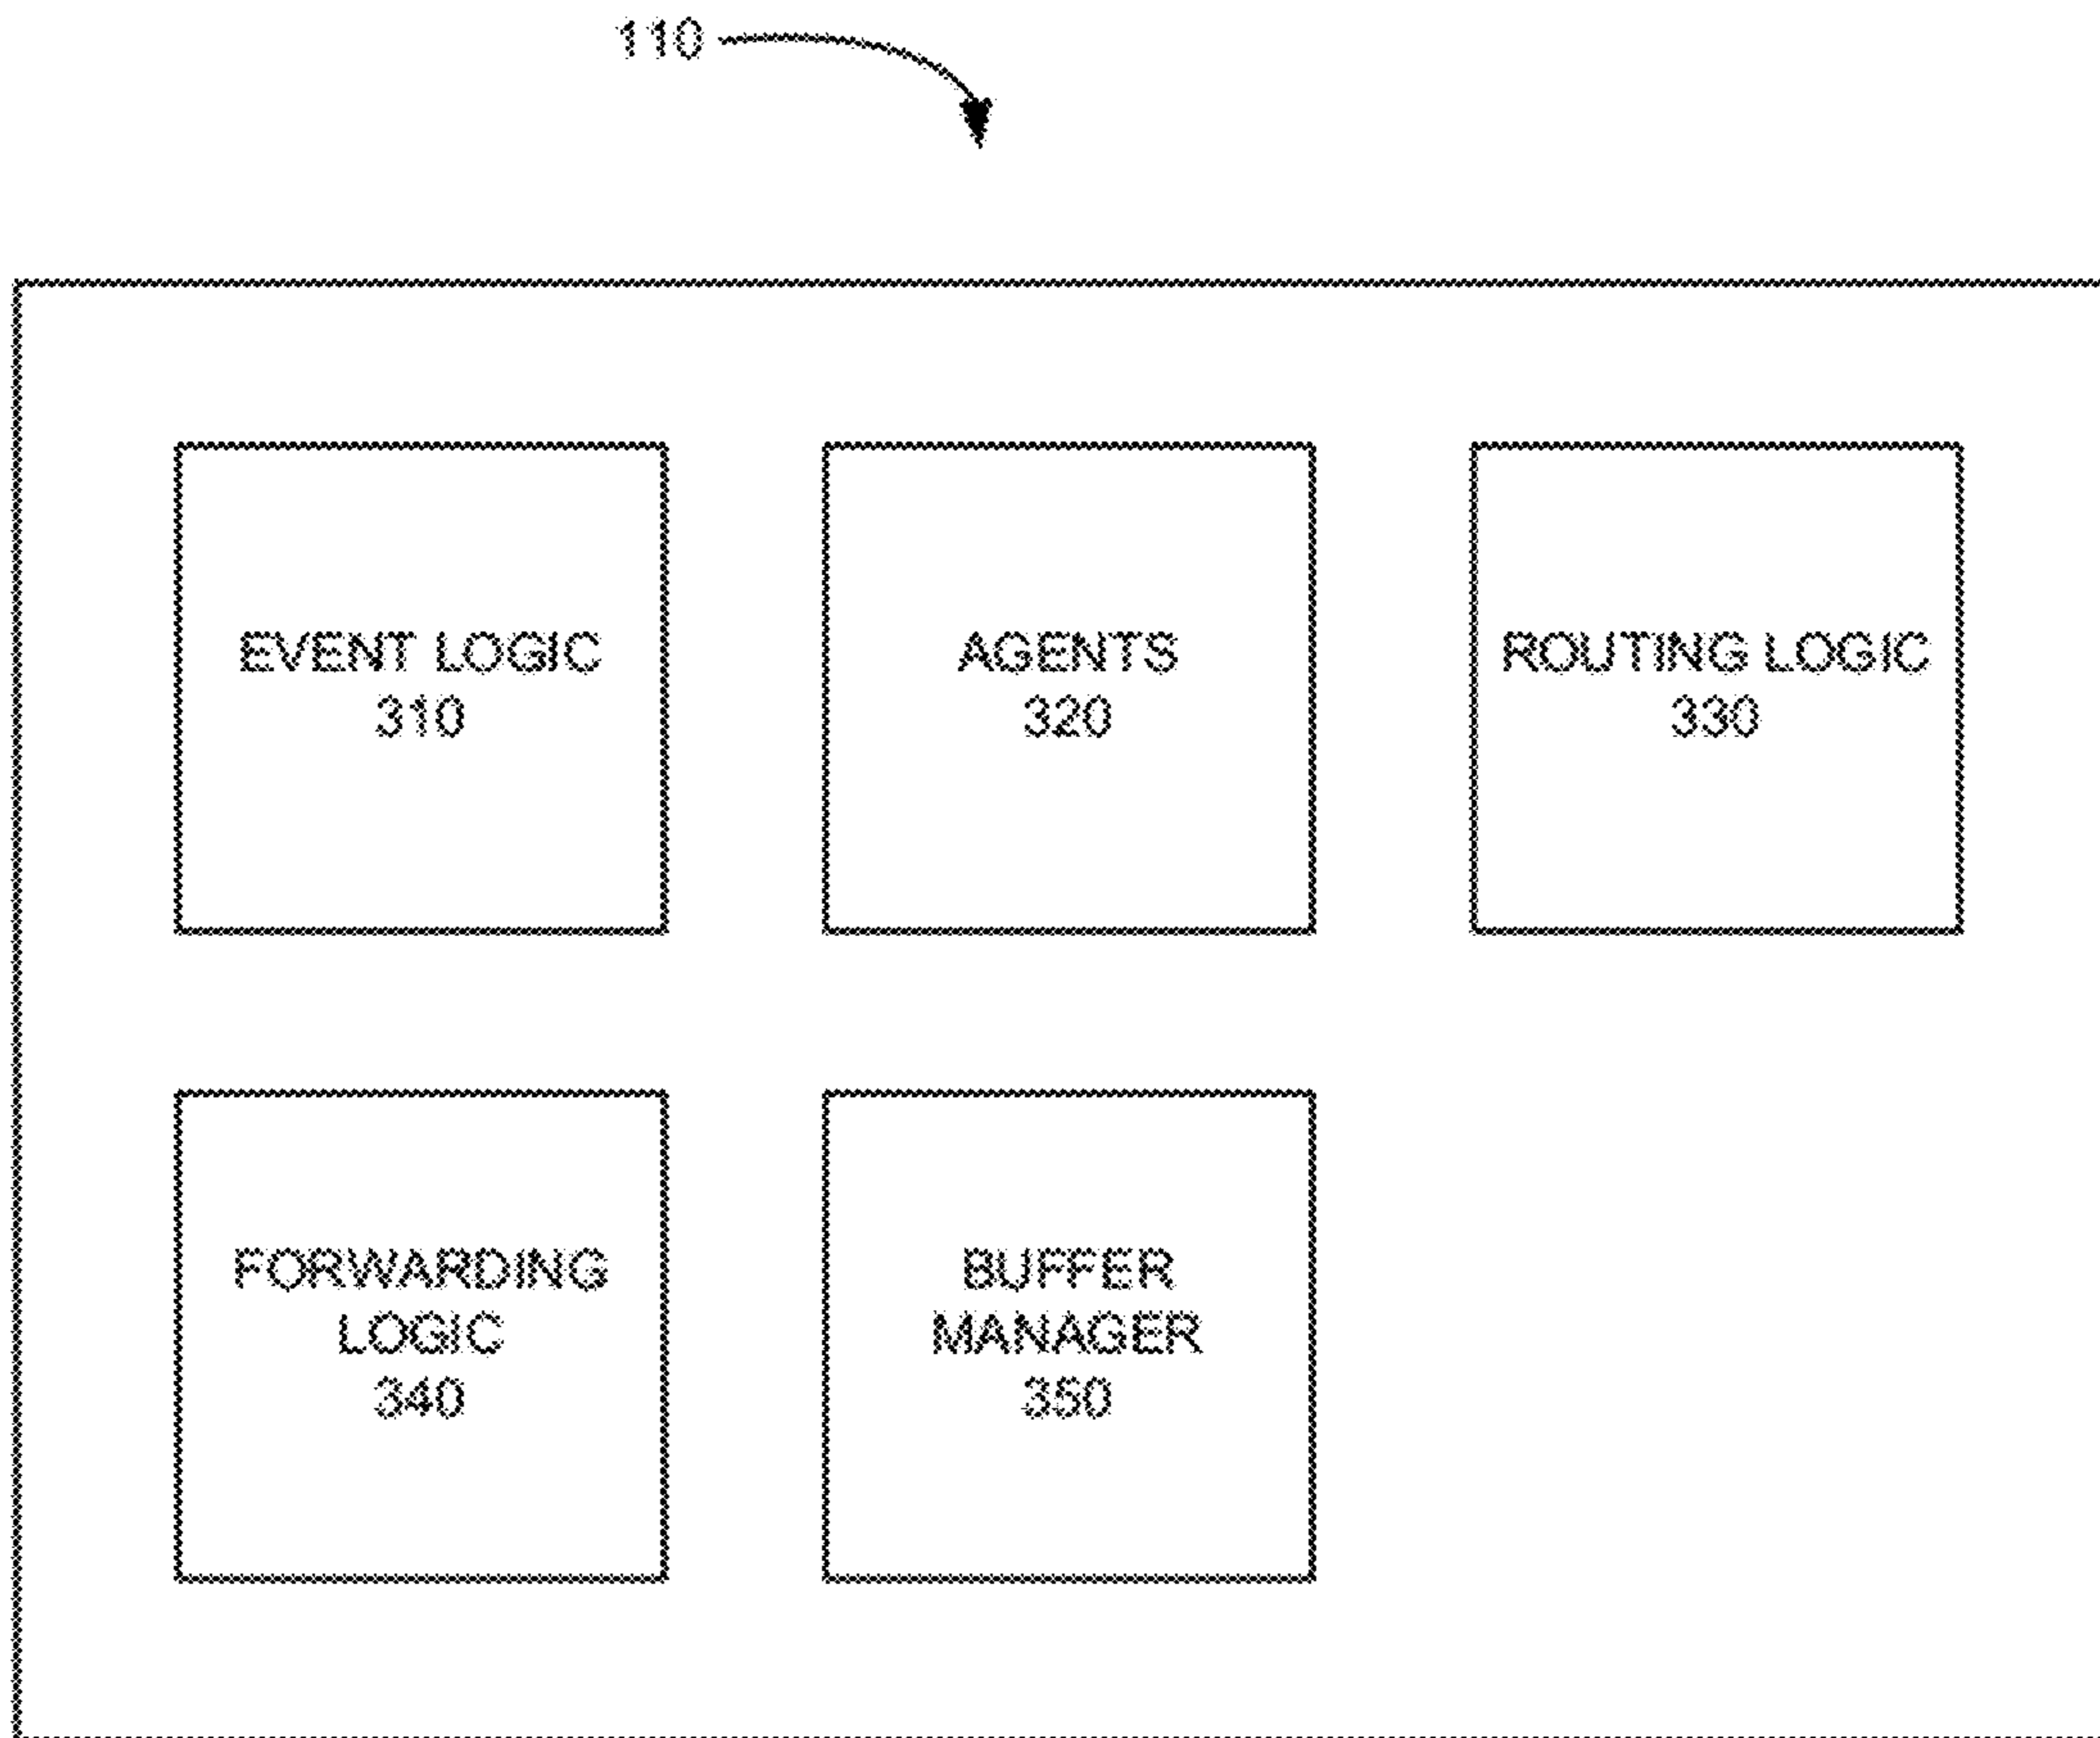 110
EVENT LOGIC
310
AGENTS
320
ROUTING LOGIC
330
FORWARDING
LOGIC
340
BUFFER
MANAGER
350